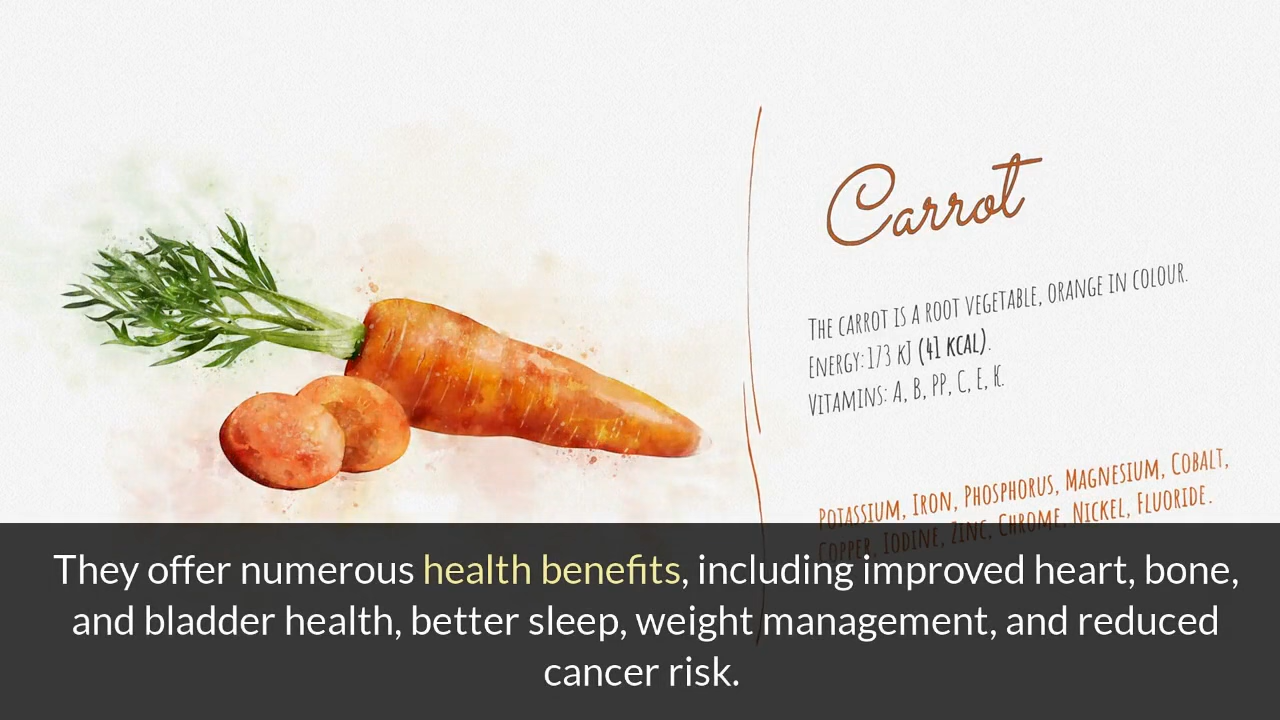 Carrot
The carrot is a root vegetable, orange in colour.
Energy: 173 kJ (41 kcal).
Vitamins: A, B, PP, C, E, K.
Potassium, Iron, Phosphorus, Magnesium, Cobalt,
Copper, Iodine, Zinc, Chrome, Nickel, Fluoride.
They offer numerous health benefits, including improved heart, bone,
and bladder health, better sleep, weight management, and reduced
cancer risk.